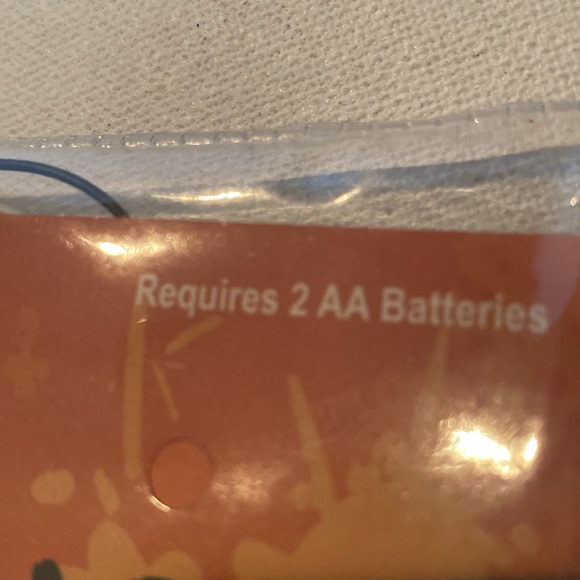 Requires 2 AA Batteries